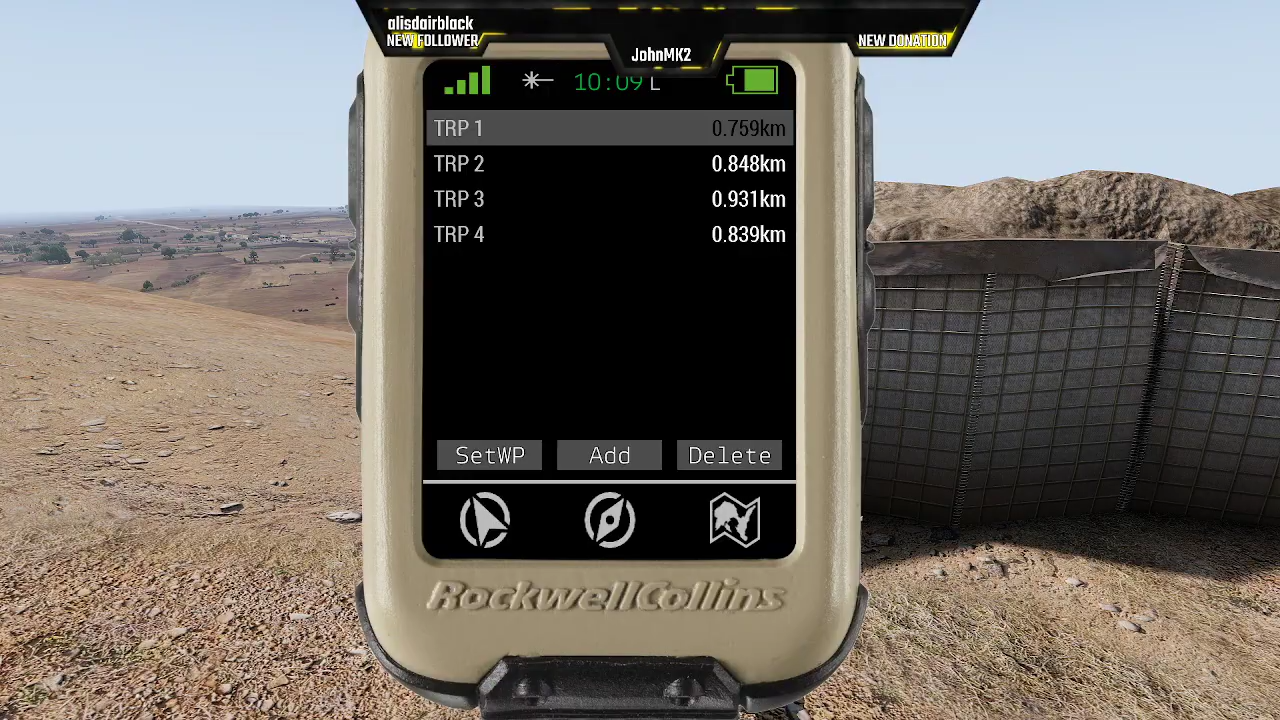 alisdairblack
NEW FOLLOWER
JohnMK2
NEW DONATION
10:09 L
TRP 1 0.759km
TRP 2 0.848km
TRP 3 0.931km
TRP 4 0.839km
SetWP Add Delete
RockwellCollins